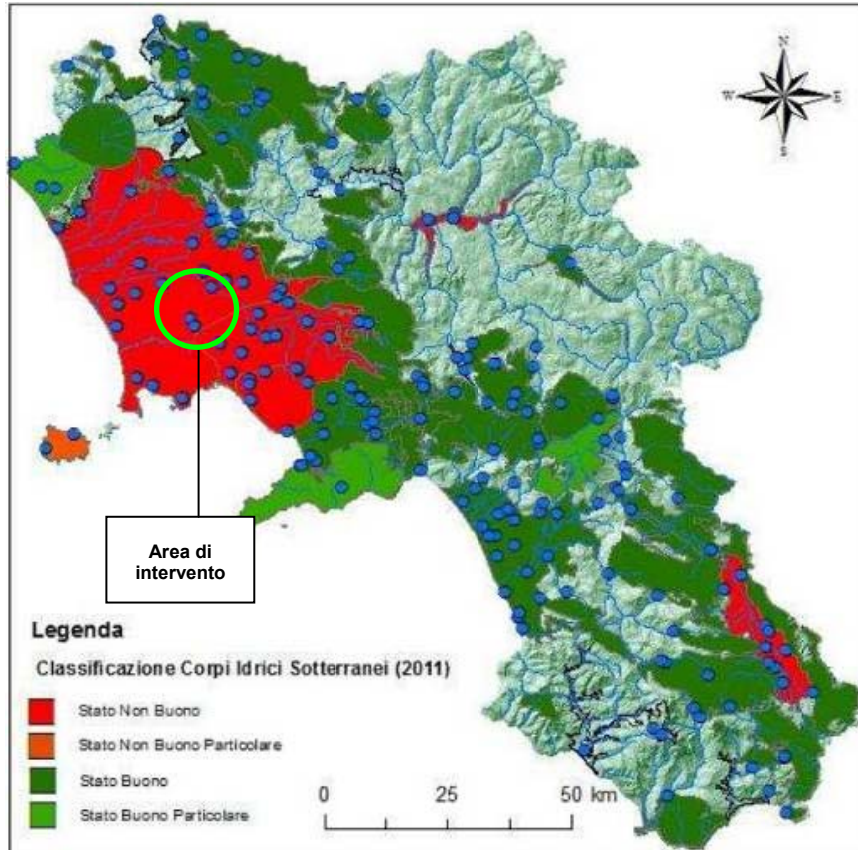 N
W
E
S
Area di
intervento
Legenda
Classificazione Corpi Idrici Sotterranei (2011)
Stato Non Buono
Stato Non Buono Particolare
Stato Buono
Stato Buono Particolare
0 25 50 km